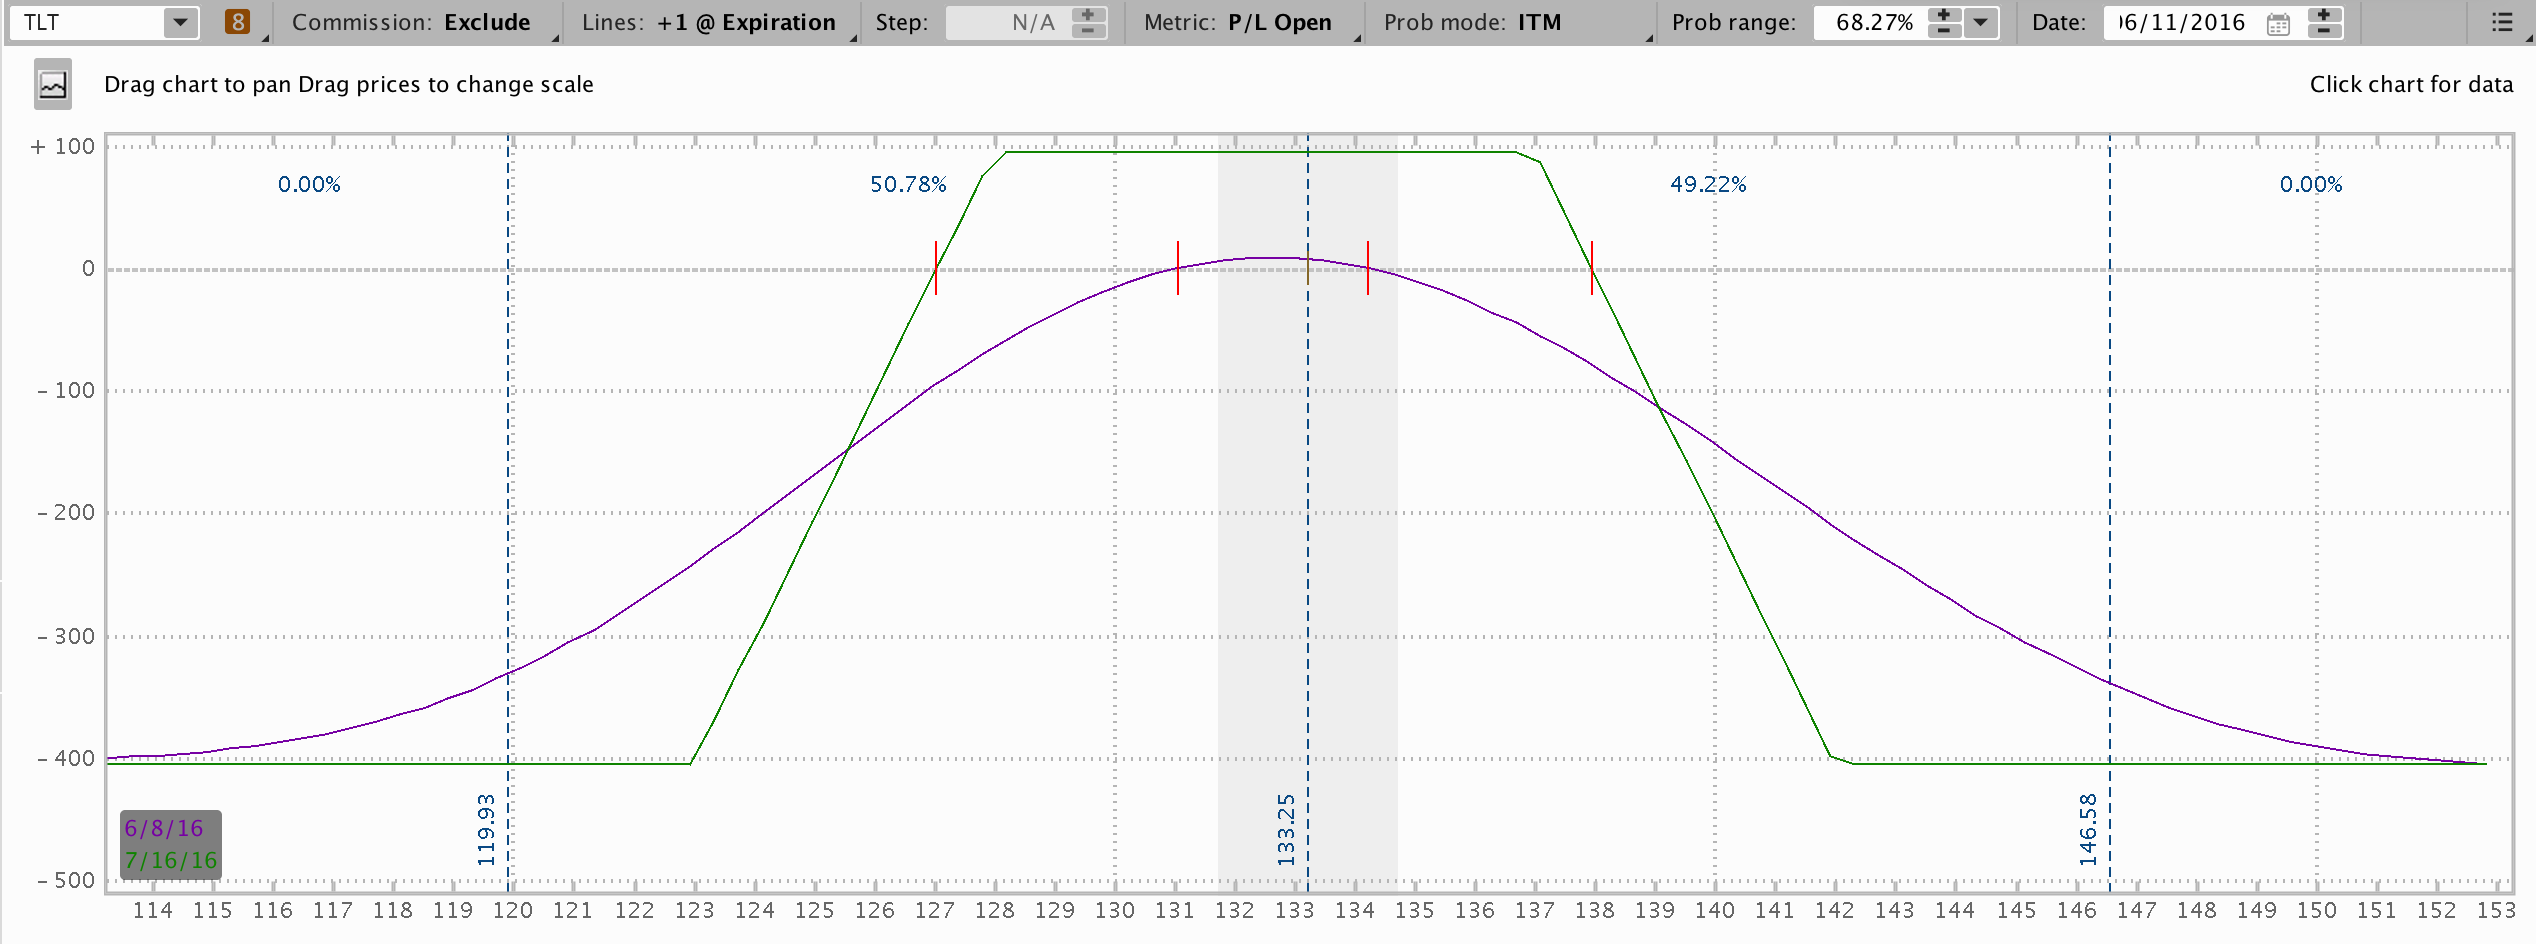 TLT 8 Commission: Exclude Lines: +1 @ Expiration Step: N/A Metric: P/L Open Prob mode: ITM Prob range: 68.27% Date: 06/11/2016
Drag chart to pan Drag prices to change scale Click chart for data
+ 100
0.00% 50.78% 49.22% 0.00%
0
- 100
- 200
- 300
- 400
119.93 133.25 146.58
6/8/16
7/16/16
- 500
114 115 116 117 118 119 120 121 122 123 124 125 126 127 128 129 130 131 132 133 134 135 136 137 138 139 140 141 142 143 144 145 146 147 148 149 150 151 152 153